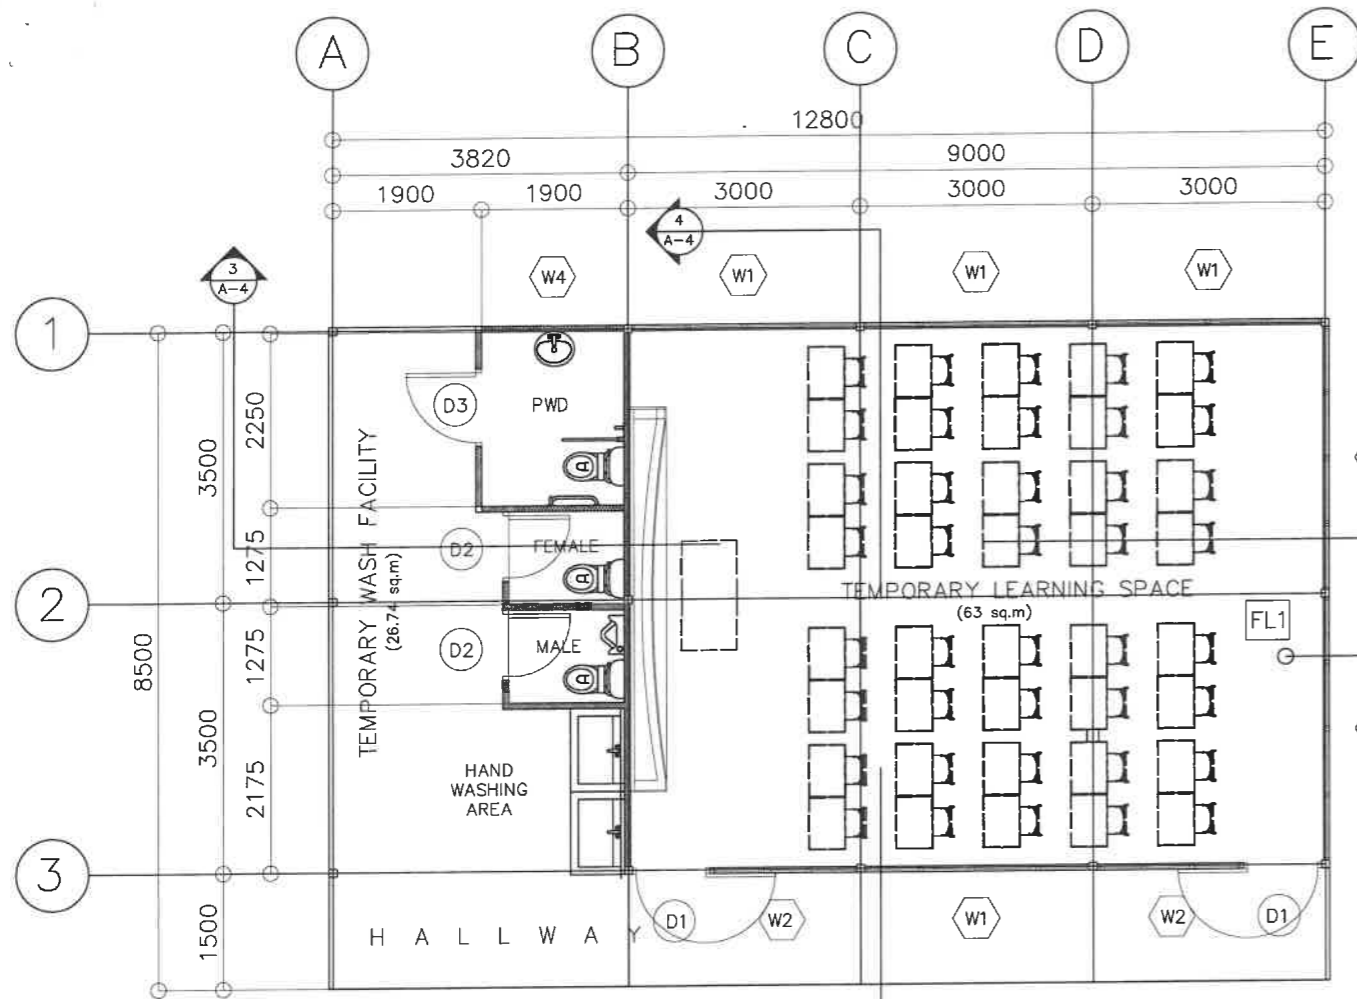 A
B
C
D
E
12800
3820
9000
1900
1900
3000
3000
3000
4
A-4
3
A-4
W4
W1
W1
W1
1
2
3
2250
3500
1275
8500
1275
3500
2175
1500
D3
PWD
TEMPORARY WASH FACILITY
(26.74 sq.m)
D2
FEMALE
D2
MALE
HAND
WASHING
AREA
TEMPORARY LEARNING SPACE
(63 sq.m)
FL1
HALLWAY
D1
W2
W1
W2
D1